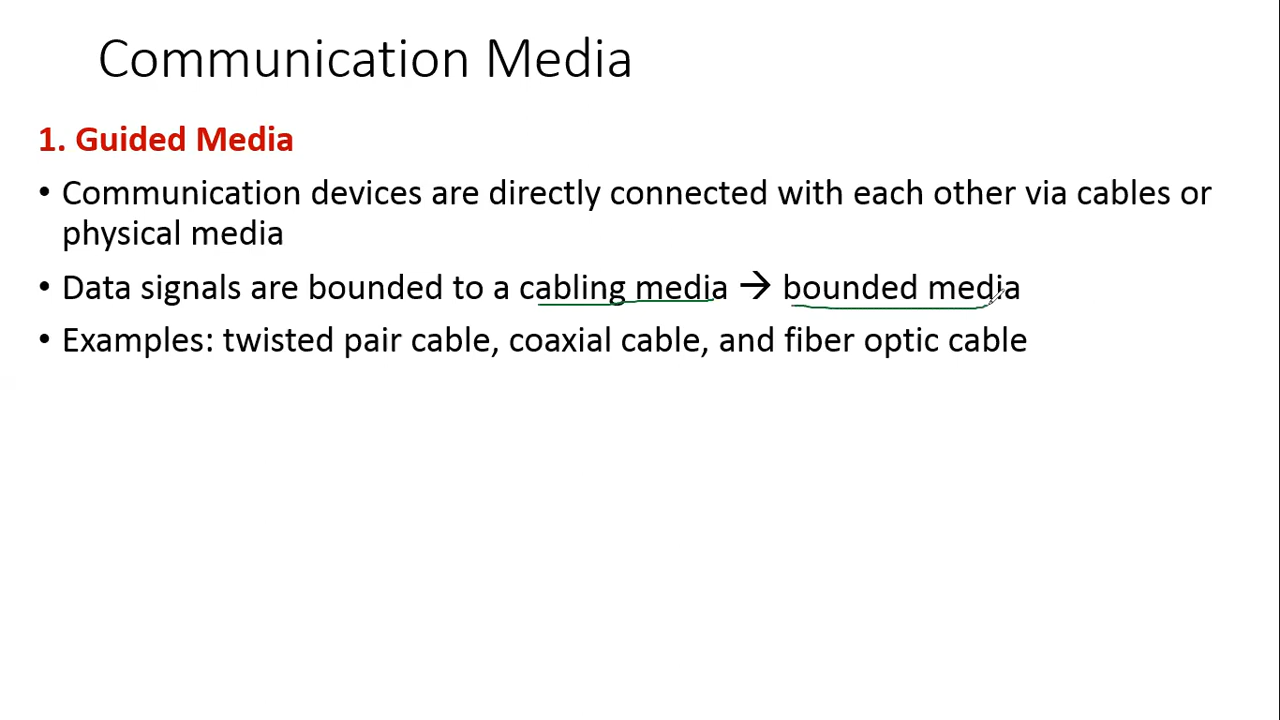 Communication Media
1. Guided Media
• Communication devices are directly connected with each other via cables or
physical media
• Data signals are bounded to a cabling media → bounded media
• Examples: twisted pair cable, coaxial cable, and fiber optic cable